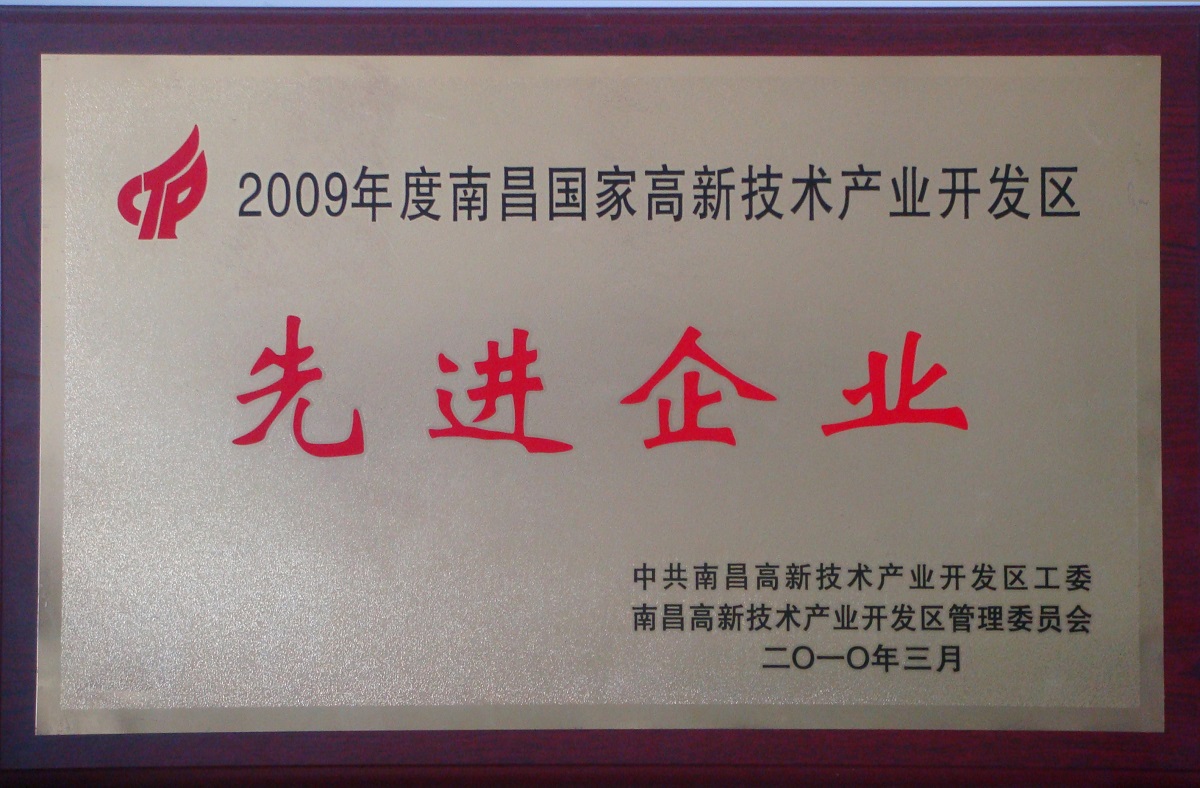 2009年度南昌国家高新技术产业开发区
先进企业
中共南昌高新技术产业开发区工委
南昌高新技术产业开发区管理委员会
二〇一〇年三月